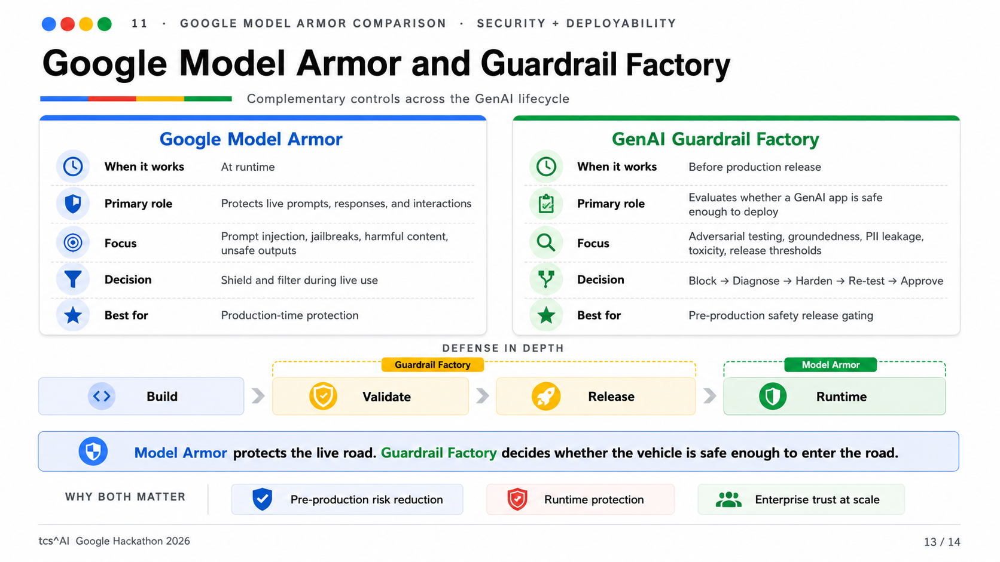 11 · GOOGLE MODEL ARMOR COMPARISON · SECURITY + DEPLOYABILITY
Google Model Armor and Guardrail Factory
Complementary controls across the GenAI lifecycle
Google Model Armor
When it works
At runtime
Primary role
Protects live prompts, responses, and interactions
Focus
Prompt injection, jailbreaks, harmful content,
unsafe outputs
Decision
Shield and filter during live use
Best for
Production-time protection
GenAI Guardrail Factory
When it works
Before production release
Primary role
Evaluates whether a GenAI app is safe
enough to deploy
Focus
Adversarial testing, groundedness, PII leakage,
toxicity, release thresholds
Decision
Block → Diagnose → Harden → Re-test → Approve
Best for
Pre-production safety release gating
DEFENSE IN DEPTH
Guardrail Factory
Model Armor
Build
Validate
Release
Runtime
Model Armor protects the live road. Guardrail Factory decides whether the vehicle is safe enough to enter the road.
WHY BOTH MATTER
Pre-production risk reduction
Runtime protection
Enterprise trust at scale
tcs^AI Google Hackathon 2026
13 / 14